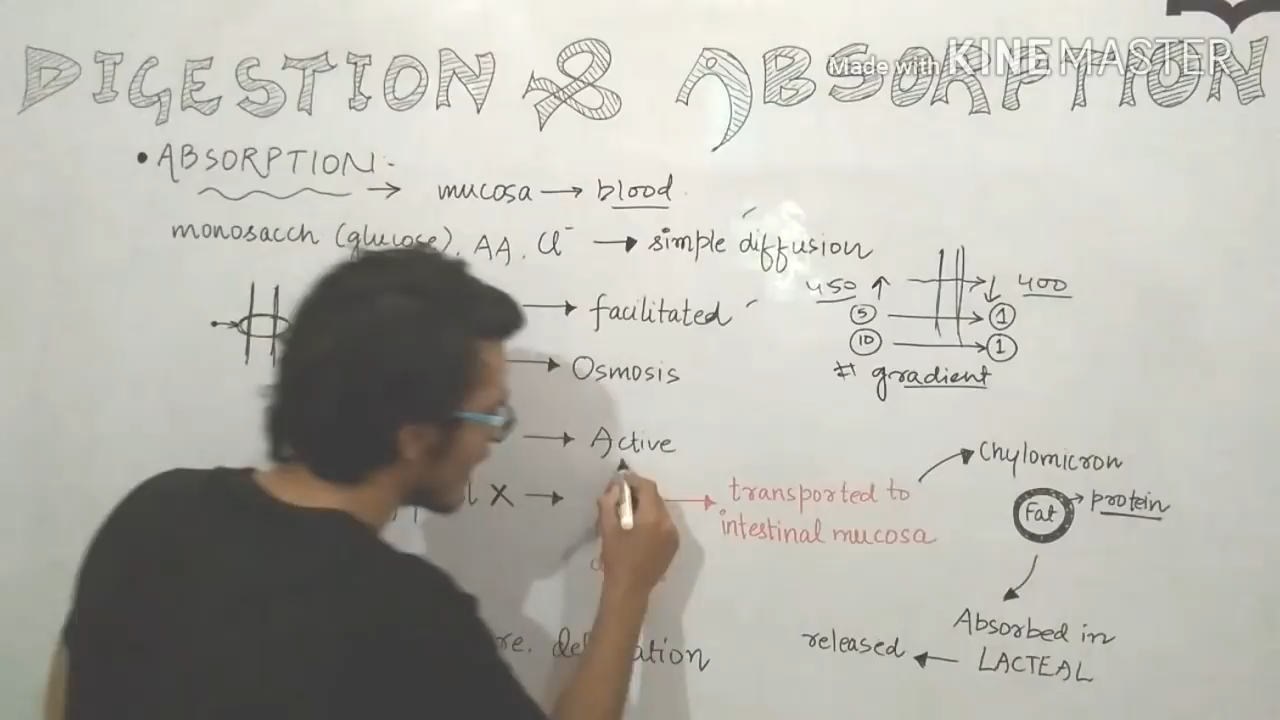 DIGESTION & ABSORPTION
Made with KINEMASTER
• ABSORPTION:-
→ mucosa → blood
monosacch (glucose), AA, Cl⁻ → simple diffusion
→ facilitated
450 ↑ → ↓ 400
5 → 1
10 → 1
# gradient
→ Osmosis
→ Active
X →
→ transported to
intestinal mucosa
→ Chylomicron
Fat → protein
Absorbed in
LACTEAL
← released